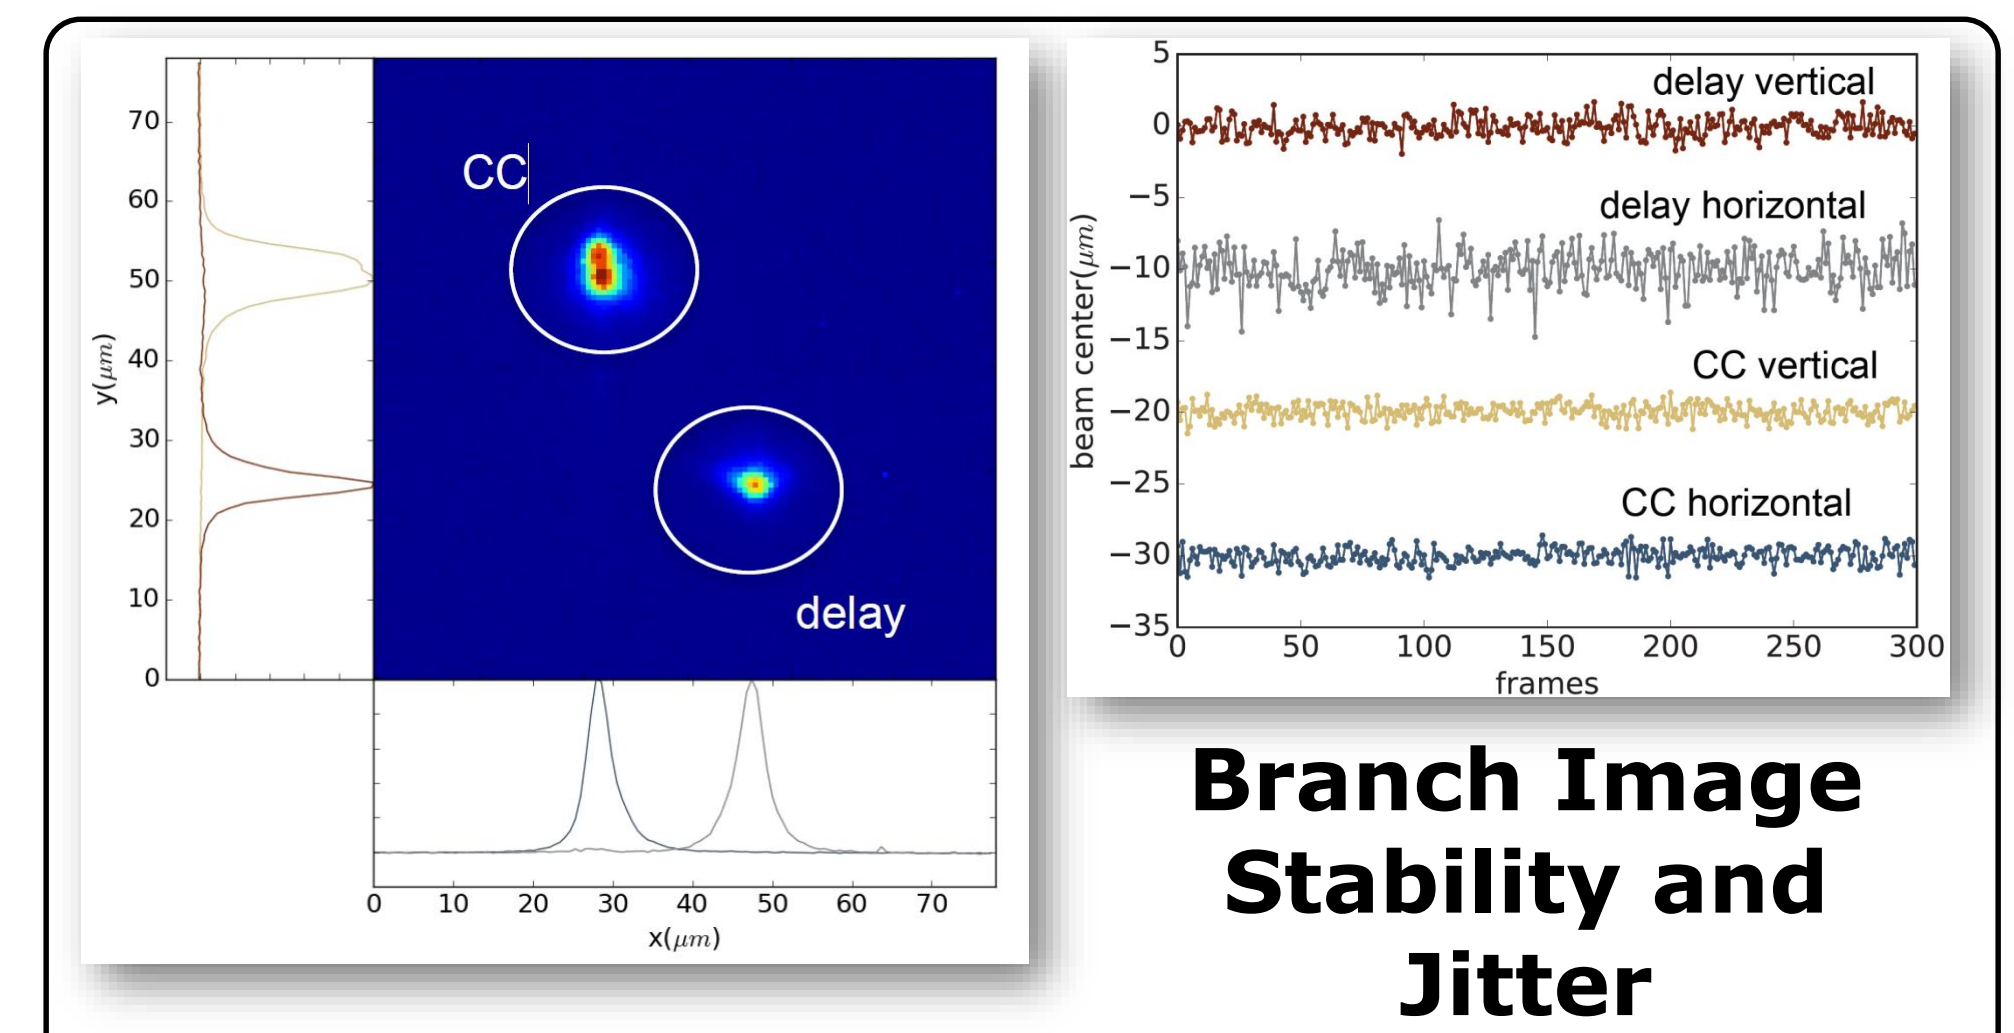 70
60
50
40
30
20
10
0
y(μm)
CC
delay
0 10 20 30 40 50 60 70
x(μm)
5
0
−5
−10
−15
−20
−25
−30
−35
beam center(μm)
delay vertical
delay horizontal
CC vertical
CC horizontal
0 50 100 150 200 250 300
frames
Branch Image
Stability and
Jitter